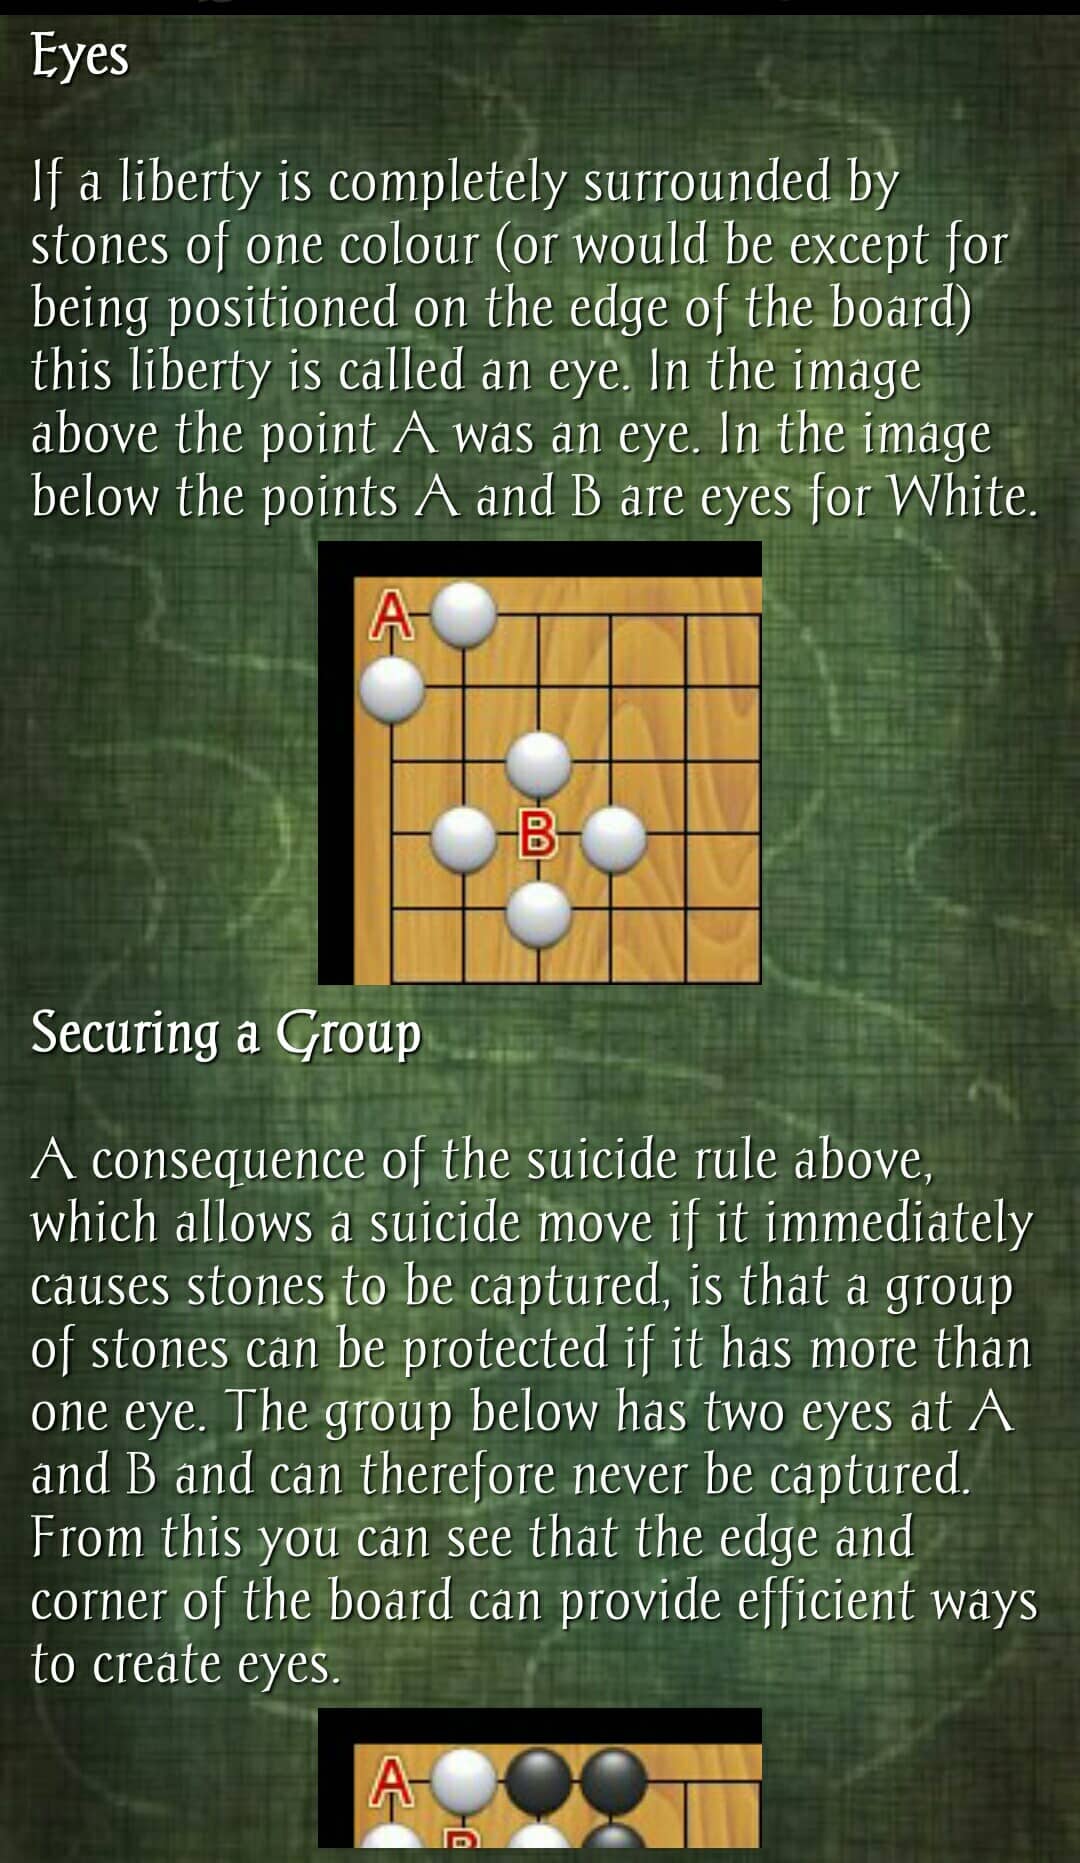 Eyes
If a liberty is completely surrounded by
stones of one colour (or would be except for
being positioned on the edge of the board)
this liberty is called an eye. In the image
above the point A was an eye. In the image
below the points A and B are eyes for White.
A
B
Securing a Group
A consequence of the suicide rule above,
which allows a suicide move if it immediately
causes stones to be captured, is that a group
of stones can be protected if it has more than
one eye. The group below has two eyes at A
and B and can therefore never be captured.
From this you can see that the edge and
corner of the board can provide efficient ways
to create eyes.
A
B